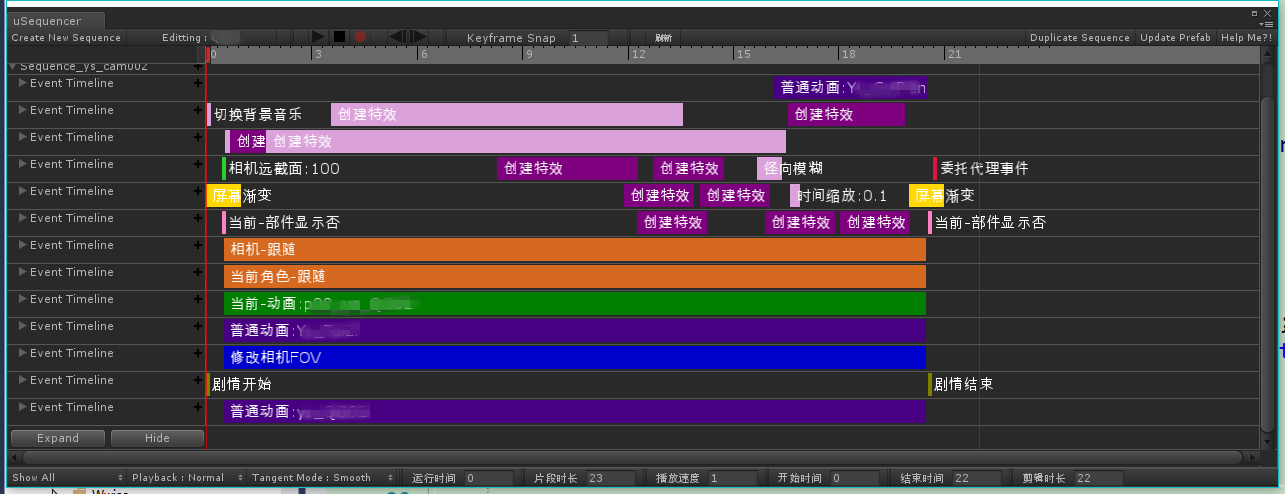 uSequencer
Create New Sequence Editting : Keyframe Snap 1 刷新 Duplicate Sequence Update Prefab Help Me?!
0 3 6 9 12 15 18 21
Sequence_ys_cam002
Event Timeline 普通动画:
Event Timeline 切换背景音乐 创建特效 创建特效
Event Timeline 创建 创建特效
Event Timeline 相机远截面:100 创建特效 创建特效 径向模糊 委托代理事件
Event Timeline 屏幕渐变 创建特效 创建特效 时间缩放:0.1 屏幕渐变
Event Timeline 当前-部件显示否 创建特效 创建特效 创建特效 当前-部件显示否
Event Timeline 相机-跟随
Event Timeline 当前角色-跟随
Event Timeline 当前-动画:
Event Timeline 普通动画:
Event Timeline 修改相机FOV
Event Timeline 剧情开始 剧情结束
Event Timeline 普通动画:
Expand Hide
Show All Playback : Normal Tangent Mode : Smooth 运行时间 0 片段时长 23 播放速度 1 开始时间 0 结束时间 22 剪辑时长 22